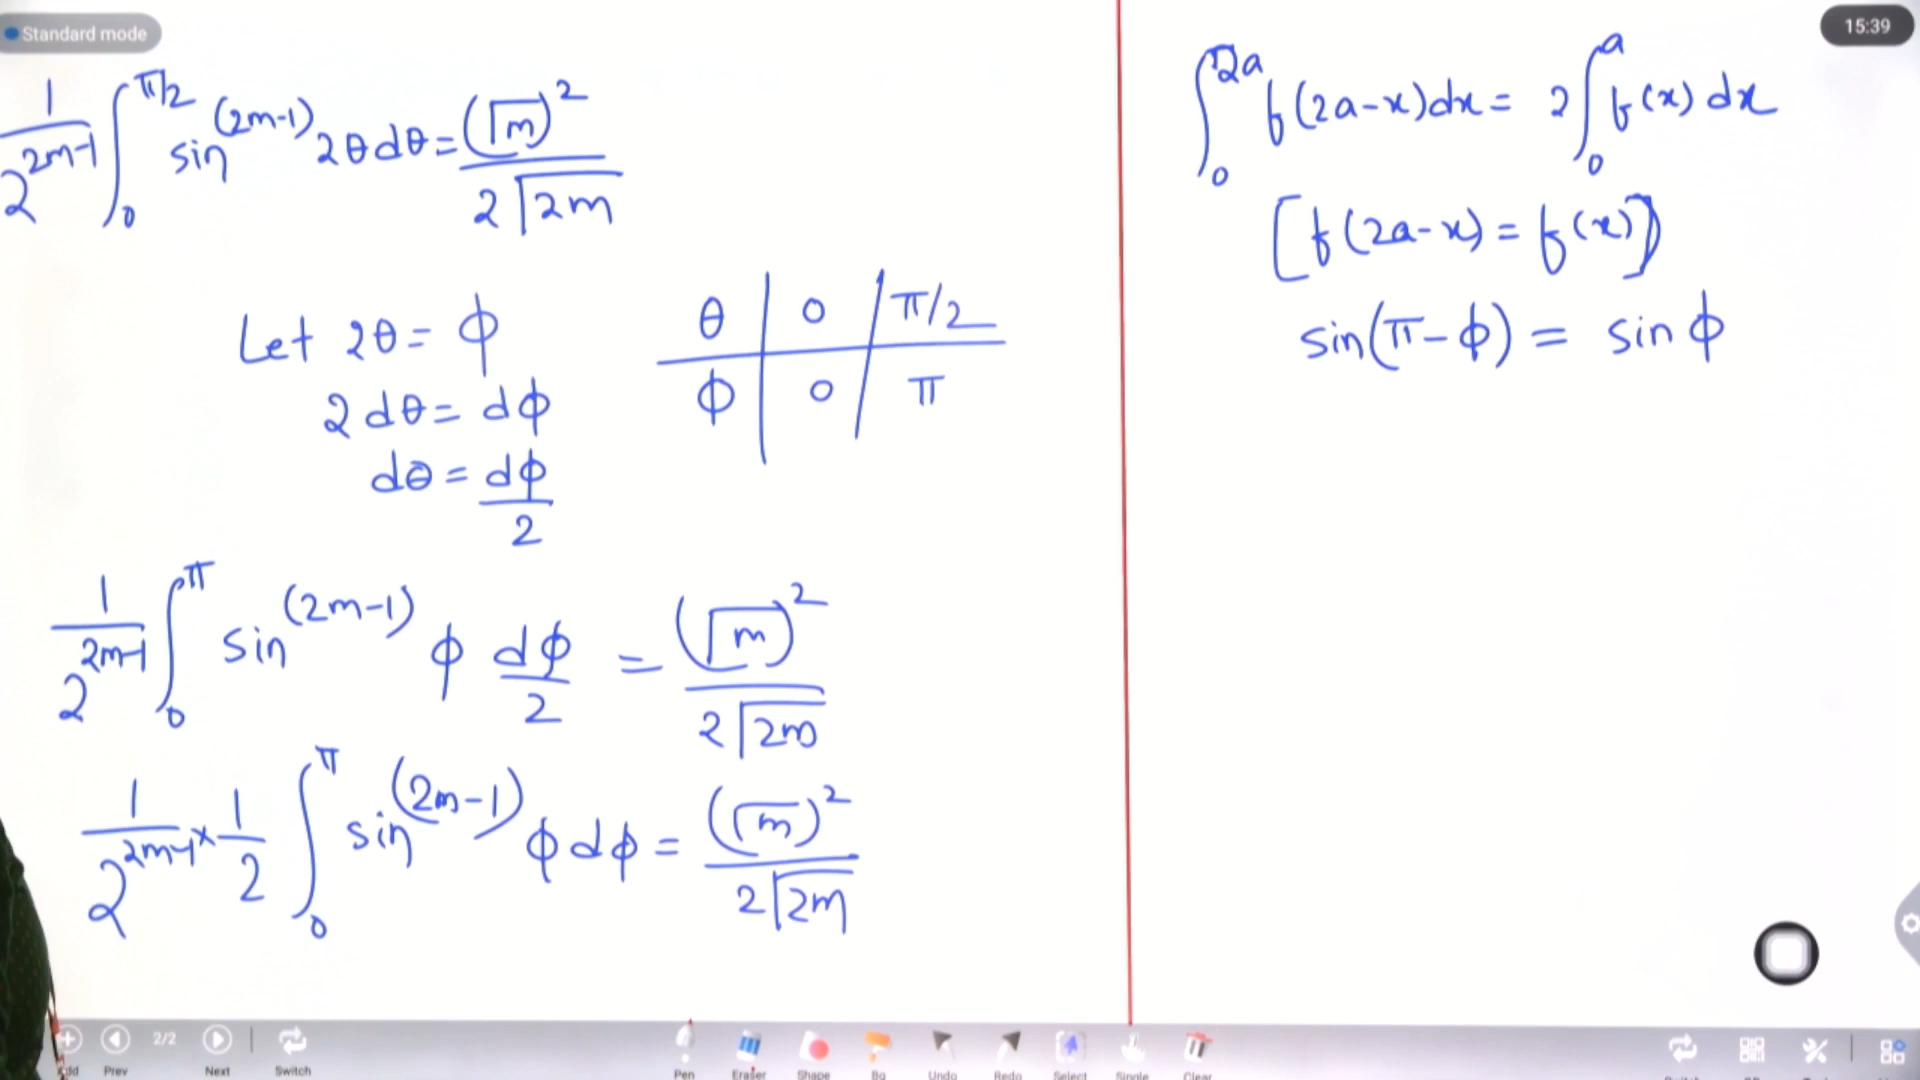 Standard mode
15:39
1/2^(2m-1) ∫₀^(π/2) sin^(2m-1) 2θ dθ = (Γm)²/(2Γ2m)
Let 2θ = ϕ
2 dθ = dϕ
dθ = dϕ/2
θ | 0 | π/2
ϕ | 0 | π
1/2^(2m-1) ∫₀^π sin^(2m-1) ϕ dϕ/2 = (Γm)²/(2Γ2m)
1/2^(2m-1) × 1/2 ∫₀^π sin^(2m-1) ϕ dϕ = (Γm)²/(2Γ2m)
∫₀^(2a) f(2a-x)dx = 2∫₀^a f(x) dx
[f(2a-x) = f(x)]
sin(π-ϕ) = sin ϕ
2/2
Prev
Next
Switch
Pen
Eraser
Shape
Bg
Undo
Redo
Select
Single
Clear